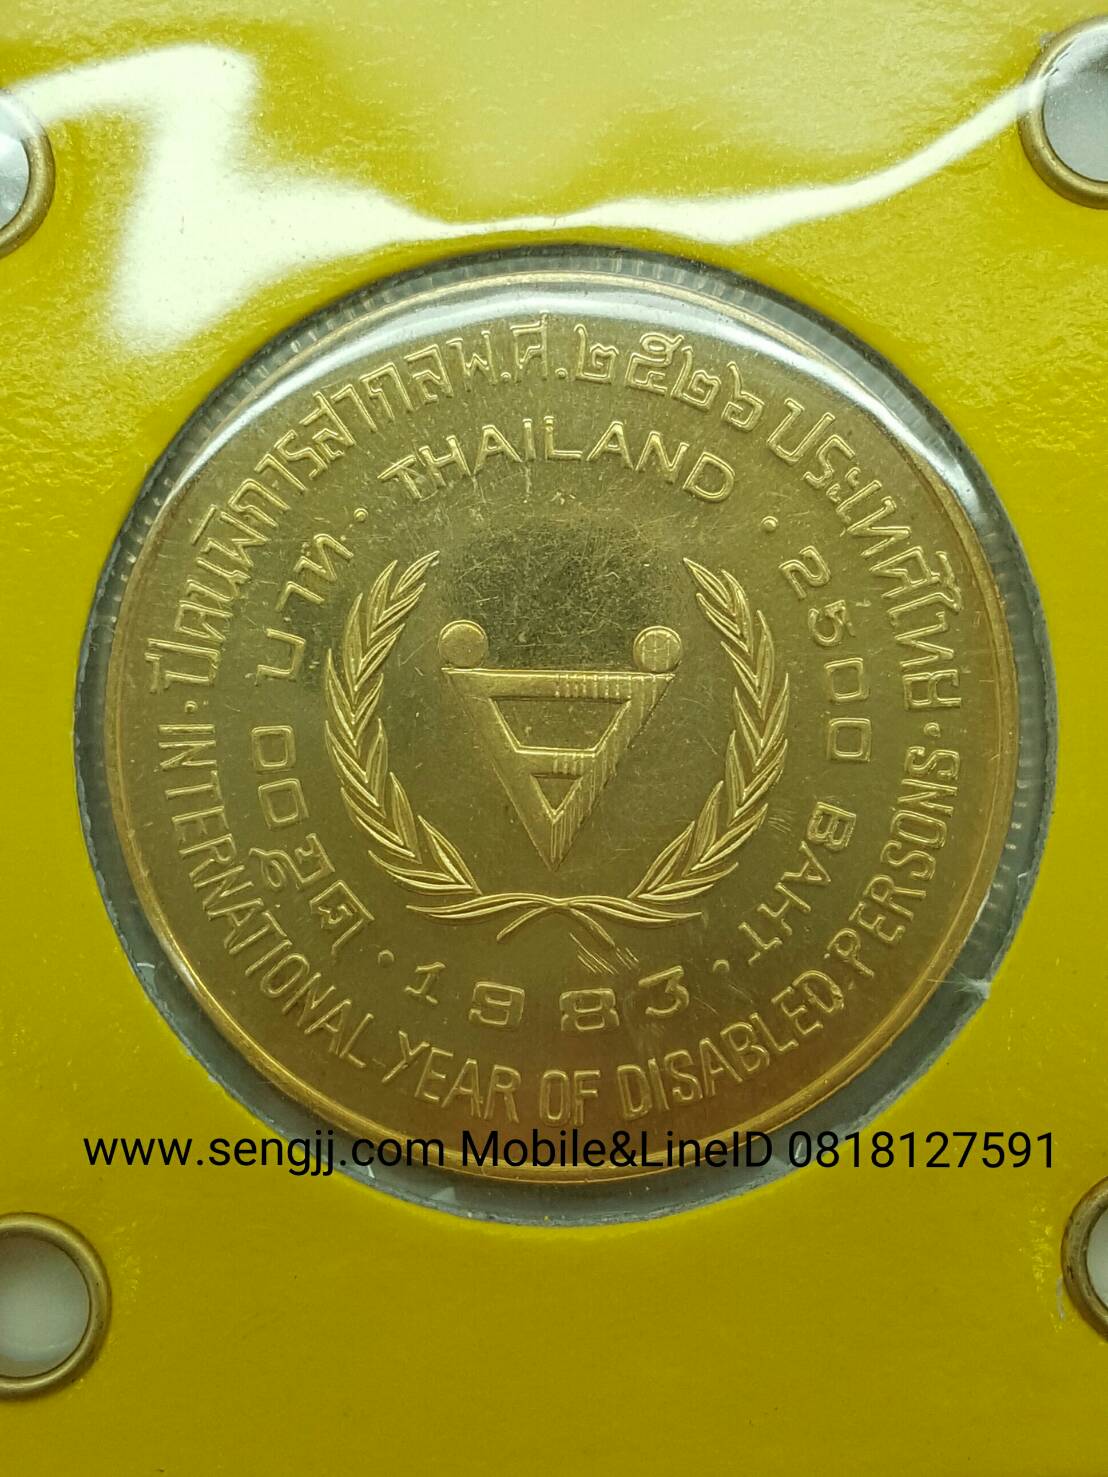 ปีคนพิการสากล พ.ศ. ๒๕๒๖ ประเทศไทย
• THAILAND •
๒๕๐๐ บาท
2500 BAHT
• 1983 •
• INTERNATIONAL YEAR OF DISABLED PERSONS •
www.sengjj.com Mobile&LineID 0818127591